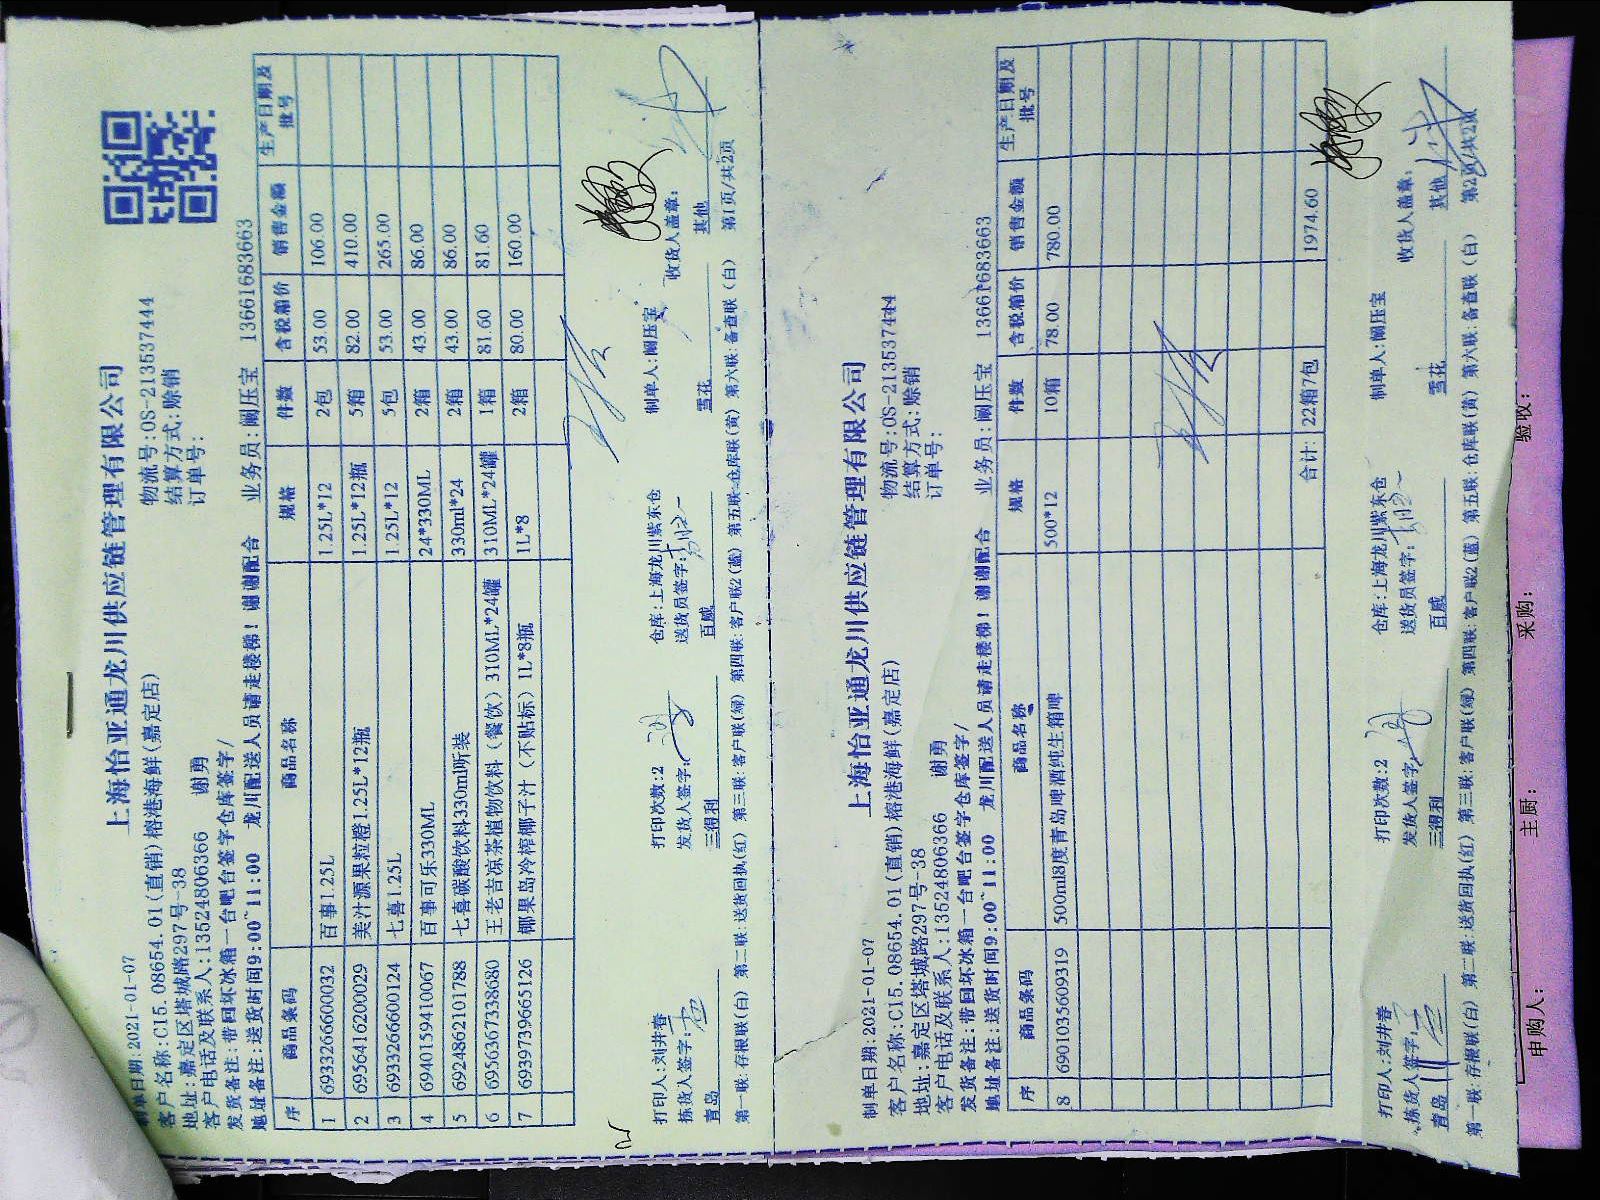 上海怡亚通龙川供应链管理有限公司
制单日期:2021-01-07
物流号:OS-213537444
客户名称:C15.08654.01(直销)榕港海鲜(嘉定店)
结算方式:赊销
地址:嘉定区塔城路297号-38
订单号:
客户电话及联系人:13524806366 谢勇
发货备注:带回坏冰箱一台吧台签字仓库签字/
地址备注:送货时间9:00~11:00 龙川配送人员请走楼梯!谢谢配合 业务员:阚压宝 13661683663
序 商品条码 商品名称 规格 件数 含税箱价 销售金额 生产日期及批号
1 6933266600032 百事1.25L 1.25L*12 2包 53.00 106.00
2 6956416200029 美汁源果粒橙1.25L*12瓶 1.25L*12瓶 5箱 82.00 410.00
3 6933266600124 七喜1.25L 1.25L*12 5包 53.00 265.00
4 6940159410067 百事可乐330ML 24*330ML 2箱 43.00 86.00
5 6924862101788 七喜碳酸饮料330ml听装 330ml*24 2箱 43.00 86.00
6 6956367338680 王老吉凉茶植物饮料(餐饮)310ML*24罐 310ML*24罐 1箱 81.60 81.60
7 6939739665126 椰果岛冷榨椰子汁(不贴标)1L*8瓶 1L*8 2箱 80.00 160.00
打印人:刘井春 打印次数:2 仓库:上海龙川紫东仓 制单人:阚压宝
拣货人签字: 发货人签字: 送货员签字: 收货人盖章:
青岛 三得利 百威 雪花 其他
第一联:存根联(白) 第二联:送货回执(红) 第三联:客户联(绿) 第四联:客户联2(蓝) 第五联:仓库联(黄) 第六联:备查联(白) 第1页/共2页
上海怡亚通龙川供应链管理有限公司
制单日期:2021-01-07
物流号:OS-213537444
客户名称:C15.08654.01(直销)榕港海鲜(嘉定店)
结算方式:赊销
地址:嘉定区塔城路297号-38
订单号:
客户电话及联系人:13524806366 谢勇
发货备注:带回坏冰箱一台吧台签字仓库签字/
地址备注:送货时间9:00~11:00 龙川配送人员请走楼梯!谢谢配合 业务员:阚压宝 13661683663
序 商品条码 商品名称 规格 件数 含税箱价 销售金额 生产日期及批号
8 6901035609319 500ml8度青岛啤酒纯生箱啤 500*12 10箱 78.00 780.00
合计: 22箱7包 1974.60
打印人:刘井春 打印次数:2 仓库:上海龙川紫东仓 制单人:阚压宝
拣货人签字: 发货人签字: 送货员签字: 收货人盖章:
青岛 三得利 百威 雪花 其他
第一联:存根联(白) 第二联:送货回执(红) 第三联:客户联(绿) 第四联:客户联2(蓝) 第五联:仓库联(黄) 第六联:备查联(白) 第2页/共2页
申购人: 主厨: 采购: 验收: